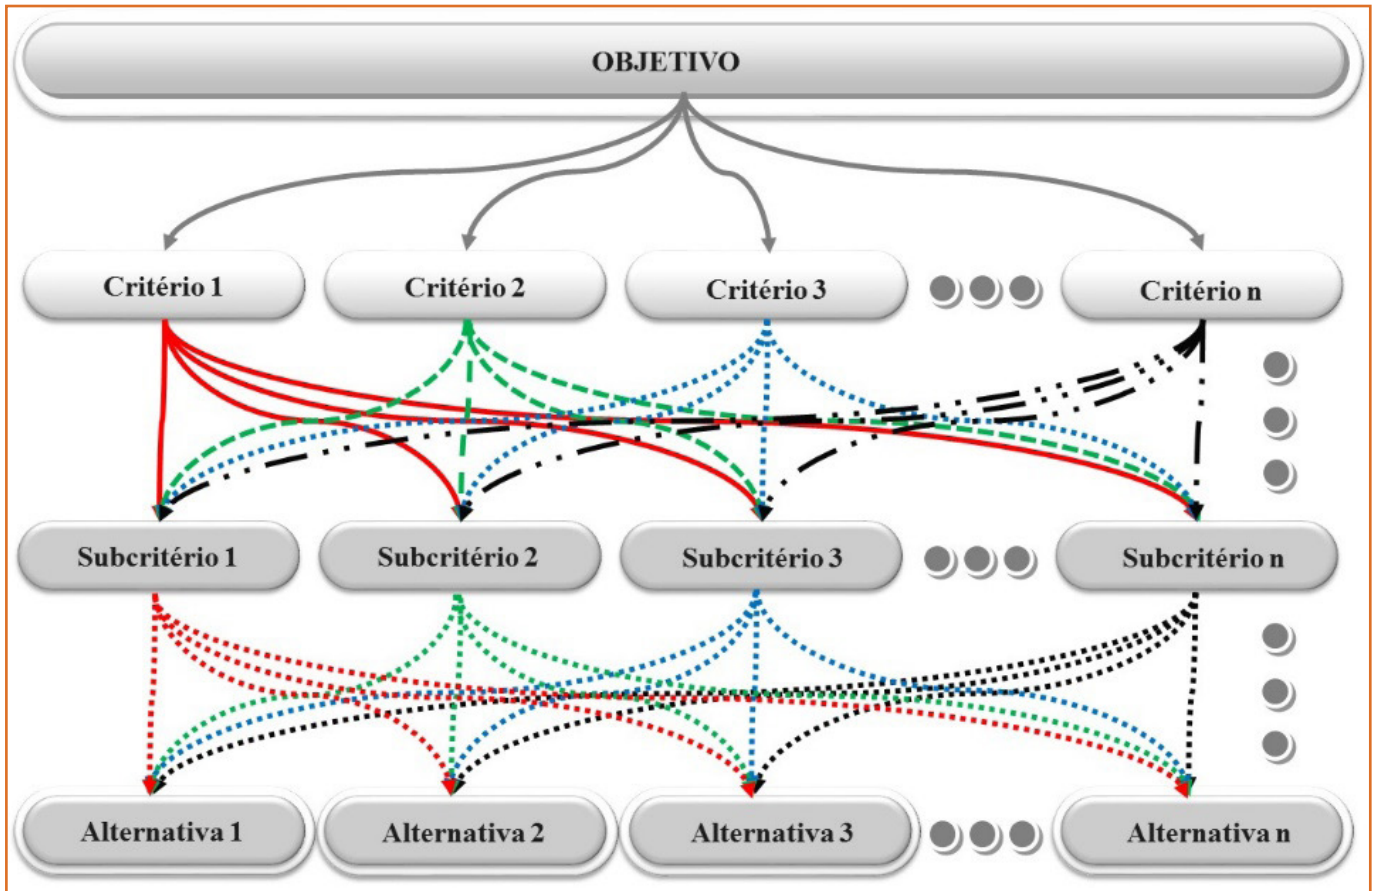 OBJETIVO
Critério 1
Critério 2
Critério 3
Critério n
Subcritério 1
Subcritério 2
Subcritério 3
Subcritério n
Alternativa 1
Alternativa 2
Alternativa 3
Alternativa n